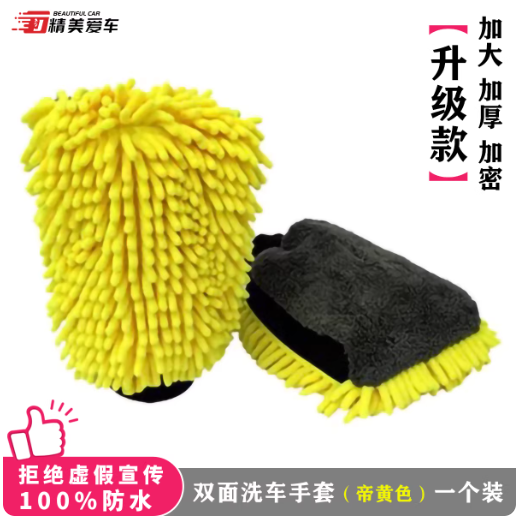 BEAUTIFUL CAR
精美爱车
加大 加厚 加密
【升级款】
拒绝虚假宣传
100%防水
双面洗车手套（帝黄色）一个装